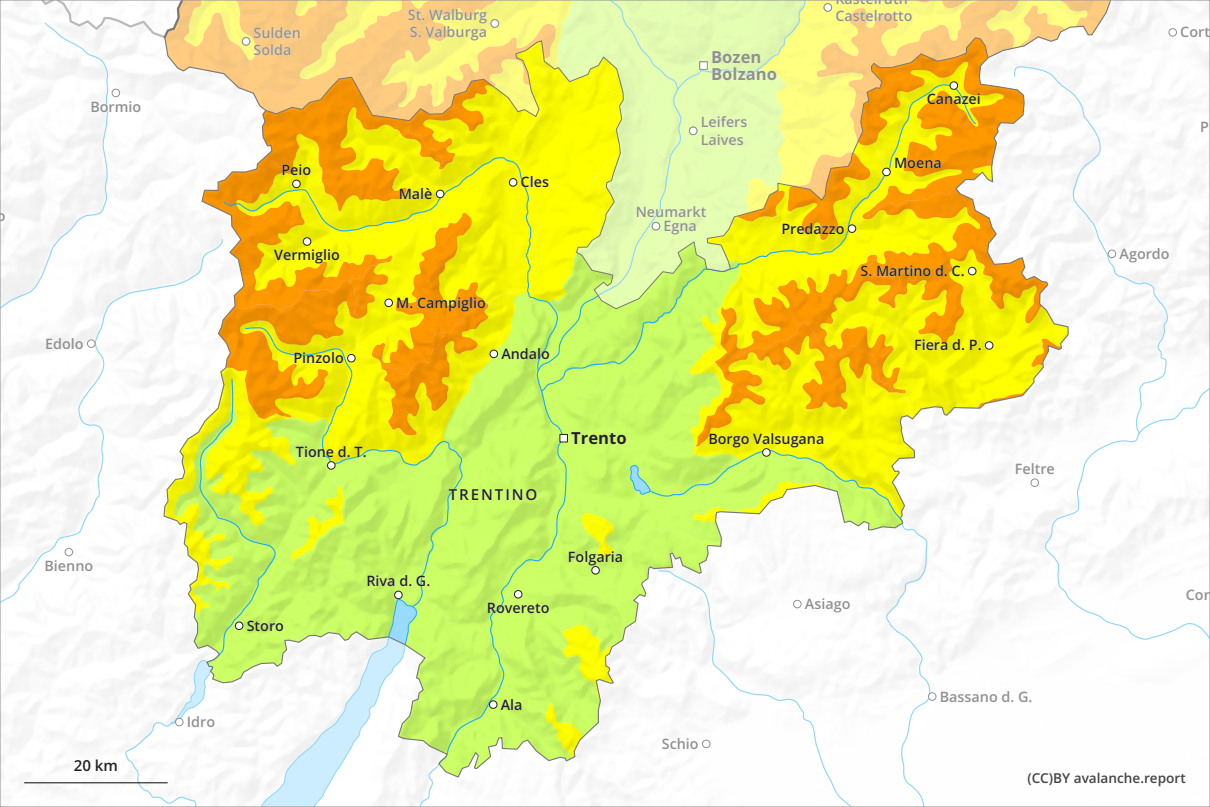 Kastelruth
Castelrotto
St. Walburg
S. Valburga
Sulden
Solda
Cort
Bozen
Bolzano
Bormio
Canazei
Leifers
Laives
P
Peio
Moena
Malè
Cles
Neumarkt
Egna
Predazzo
Vermiglio
Agordo
S. Martino d. C.
M. Campiglio
Edolo
Pinzolo
Andalo
Fiera d. P.
Trento
Borgo Valsugana
Tione d. T.
Feltre
TRENTINO
Bienno
Folgaria
Riva d. G.
Cor
Rovereto
Asiago
Storo
Bassano d. G.
Ala
Idro
Schio
20 km
(CC)BY avalanche.report